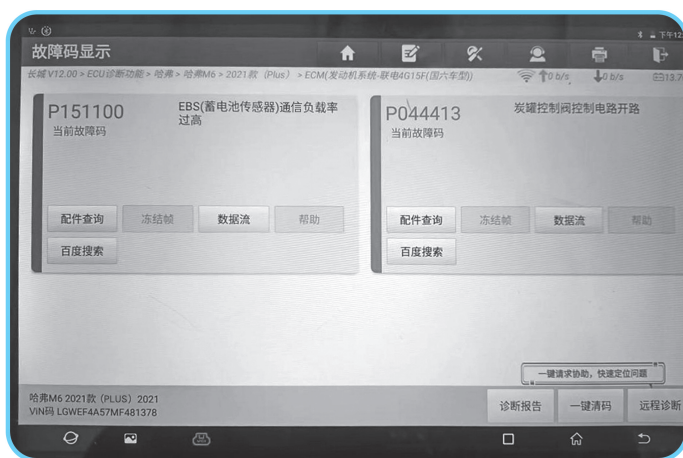 下午12
故障码显示
长城 V12.00 > ECU诊断功能 > 哈弗 > 哈弗M6 > 2021款（Plus）> ECM(发动机系统-联电4G15F(国六车型))
0 b/s
0 b/s
13.7
P151100
EBS(蓄电池传感器)通信负载率
过高
当前故障码
配件查询
冻结帧
数据流
帮助
百度搜索
P044413
炭罐控制阀控制电路开路
当前故障码
配件查询
冻结帧
数据流
帮助
百度搜索
一键请求协助，快速定位问题
哈弗M6 2021款（PLUS）2021
VIN码 LGWEF4A57MF481378
诊断报告
一键清码
远程诊断